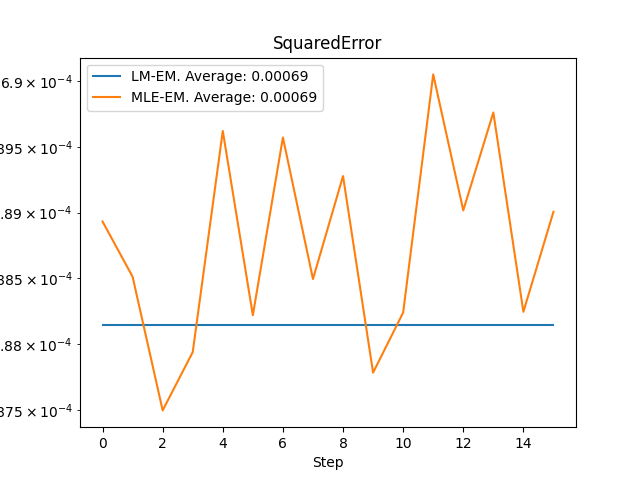 SquaredError
LM-EM. Average: 0.00069
MLE-EM. Average: 0.00069
6.9 × 10⁻⁴
895 × 10⁻⁴
.89 × 10⁻⁴
885 × 10⁻⁴
.88 × 10⁻⁴
875 × 10⁻⁴
0 2 4 6 8 10 12 14
Step